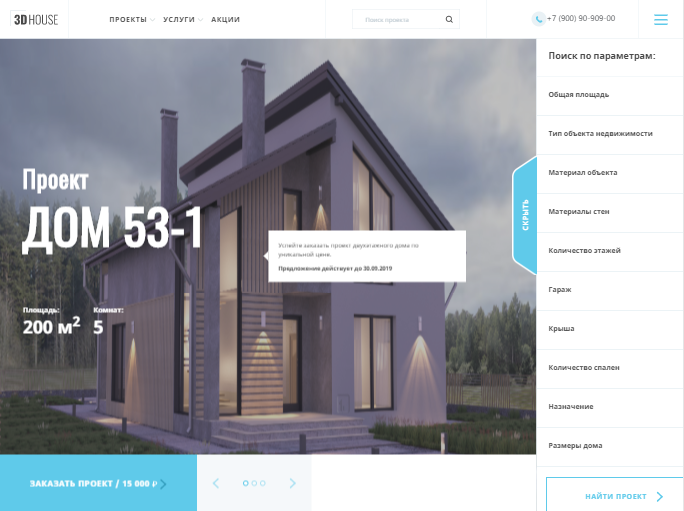 3D HOUSE
ПРОЕКТЫ УСЛУГИ АКЦИИ
Поиск проекта
+7 (900) 90-909-00
Проект
ДОМ 53-1
Площадь: Комнат:
200 м² 5
Успейте заказать проект двухэтажного дома по
уникальной цене.
Предложение действует до 30.09.2019
СКРЫТЬ
Поиск по параметрам:
Общая площадь
Тип объекта недвижимости
Материал объекта
Материалы стен
Количество этажей
Гараж
Крыша
Количество спален
Назначение
Размеры дома
ЗАКАЗАТЬ ПРОЕКТ / 15 000 ₽
НАЙТИ ПРОЕКТ